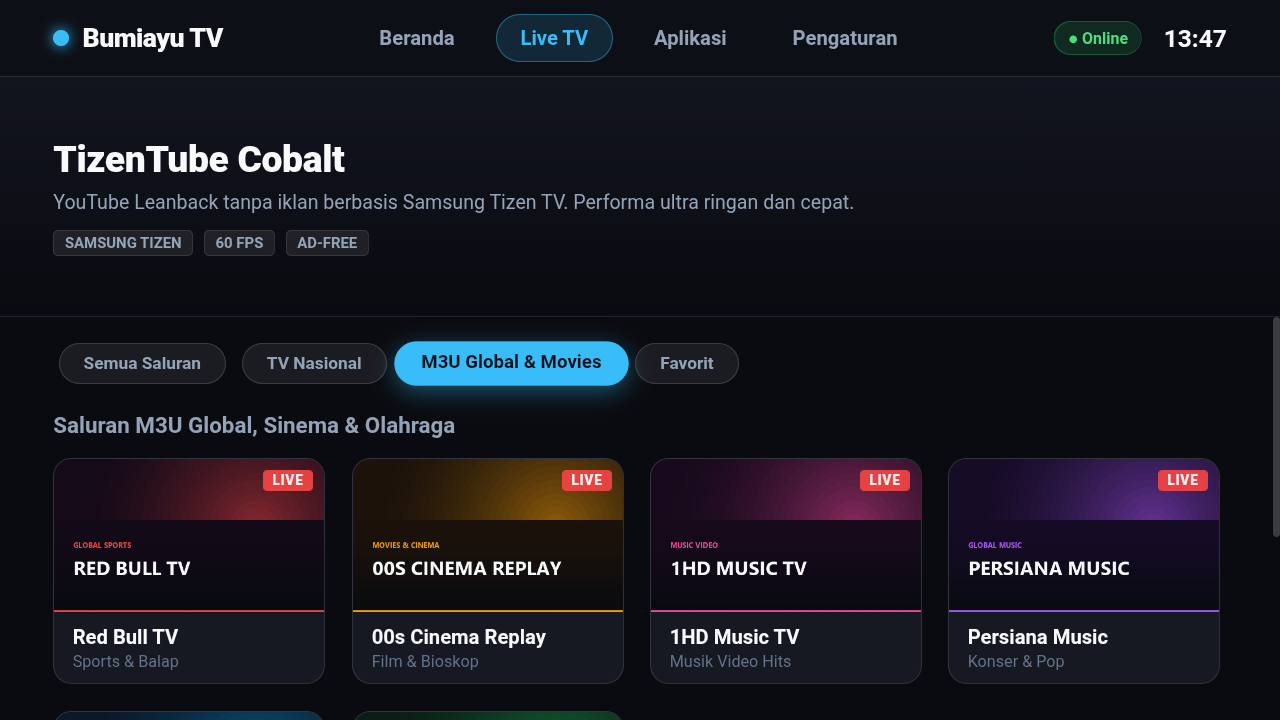 Bumiayu TV
Beranda
Live TV
Aplikasi
Pengaturan
● Online
13:47
TizenTube Cobalt
YouTube Leanback tanpa iklan berbasis Samsung Tizen TV. Performa ultra ringan dan cepat.
SAMSUNG TIZEN
60 FPS
AD-FREE
Semua Saluran
TV Nasional
M3U Global & Movies
Favorit
Saluran M3U Global, Sinema & Olahraga
LIVE
GLOBAL SPORTS
RED BULL TV
Red Bull TV
Sports & Balap
LIVE
MOVIES & CINEMA
00S CINEMA REPLAY
00s Cinema Replay
Film & Bioskop
LIVE
MUSIC VIDEO
1HD MUSIC TV
1HD Music TV
Musik Video Hits
LIVE
GLOBAL MUSIC
PERSIANA MUSIC
Persiana Music
Konser & Pop